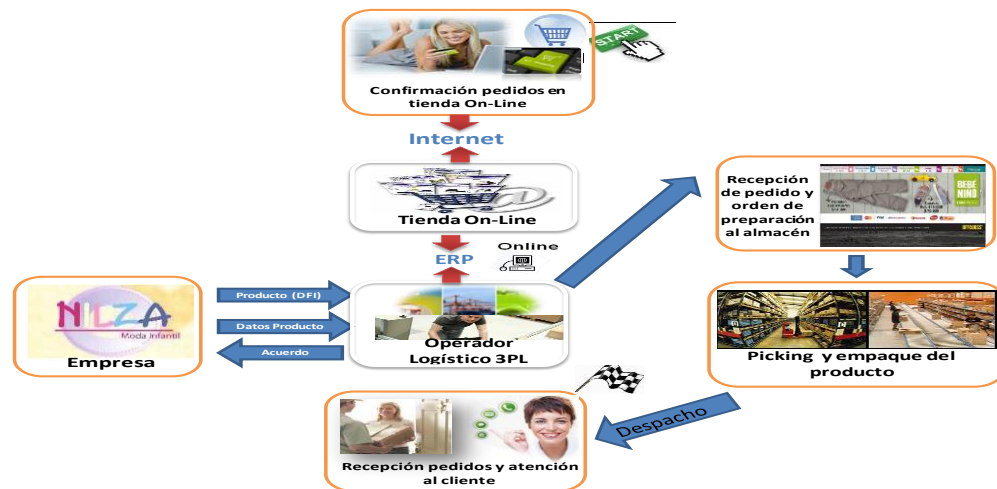 START
Confirmación pedidos en
tienda On-Line
Internet
Tienda On-Line
Online
ERP
Recepción
de pedido y
orden de
preparación
al almacén
BEBE
NINO
NILZA
Moda Infantil
Empresa
Producto (DFI)
Datos Producto
Acuerdo
Operador
Logístico 3PL
Picking y empaque del
producto
Despacho
Recepción pedidos y atención
al cliente